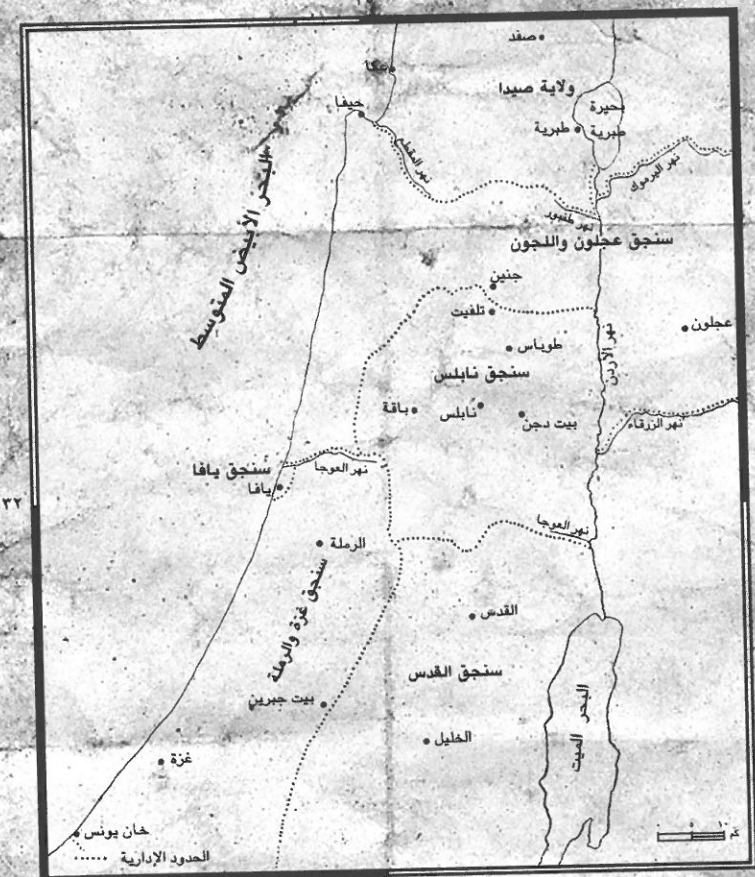 صفد
عكا
ولاية صيدا
بحيرة
طبرية
طبرية
حيفا
نهر المقطع
نهر اليرموك
البحر الأبيض المتوسط
سنجق عجلون واللجون
جنين
تلفيت
عجلون
طوباس
نهر الأردن
سنجق نابلس
باقة
نابلس
بيت دجن
نهر الزرقاء
سنجق يافا
نهر العوجا
يافا
٣٢
نهر العوجا
الرملة
سنجق غزة والرملة
القدس
سنجق القدس
بيت جبرين
الخليل
البحر الميت
غزة
خان يونس
الحدود الإدارية
٠
١٠
كم